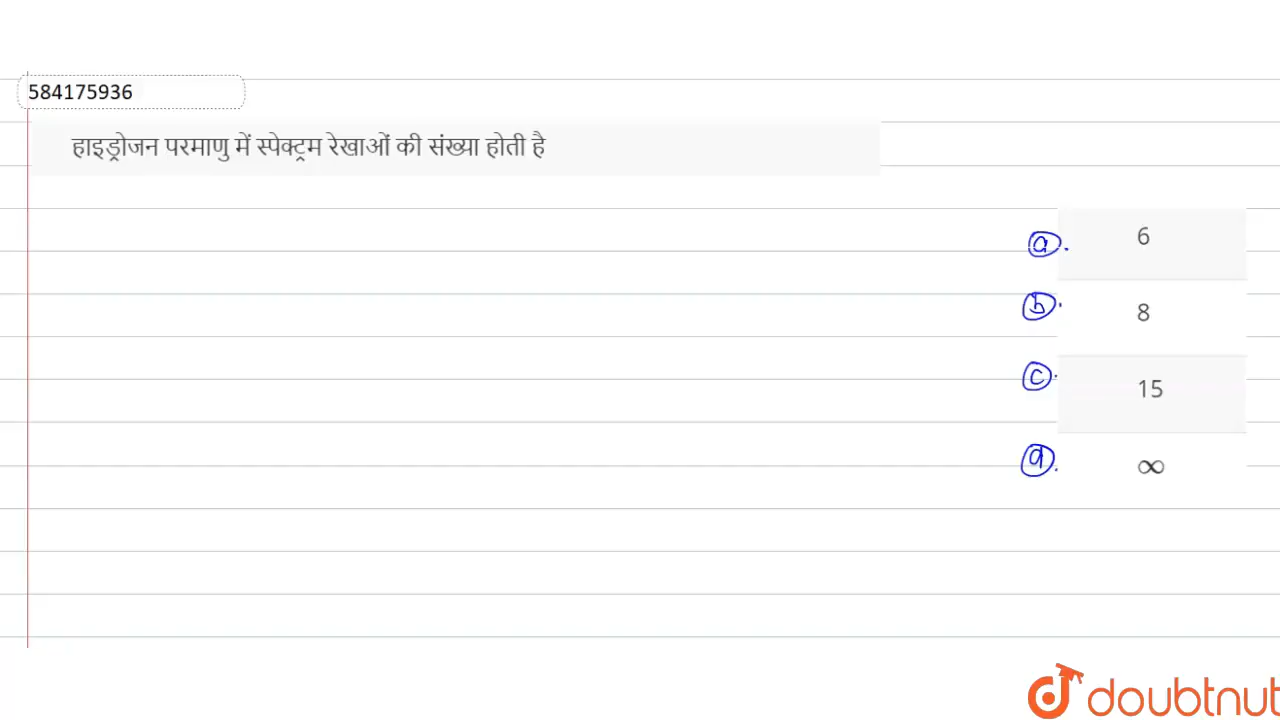 584175936
हाइड्रोजन परमाणु में स्पेक्ट्रम रेखाओं की संख्या होती है
a. 6
b. 8
c. 15
d. ∞
doubtnut